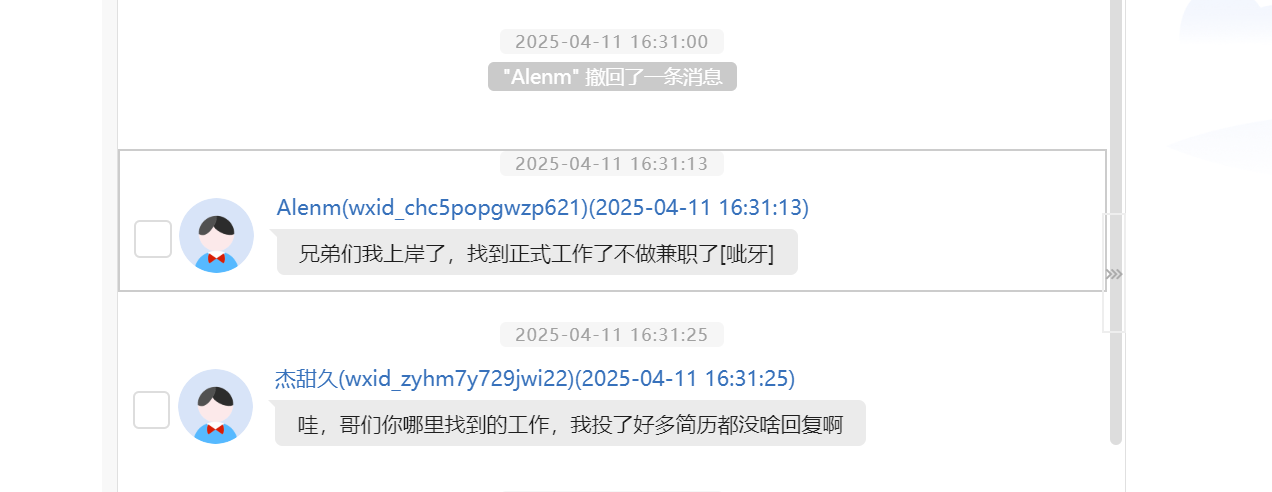 2025-04-11 16:31:00
"Alenm" 撤回了一条消息
2025-04-11 16:31:13
Alenm(wxid_chc5popgwzp621)(2025-04-11 16:31:13)
兄弟们我上岸了，找到正式工作了不做兼职了[呲牙]
2025-04-11 16:31:25
杰甜久(wxid_zyhm7y729jwi22)(2025-04-11 16:31:25)
哇，哥们你哪里找到的工作，我投了好多简历都没啥回复啊